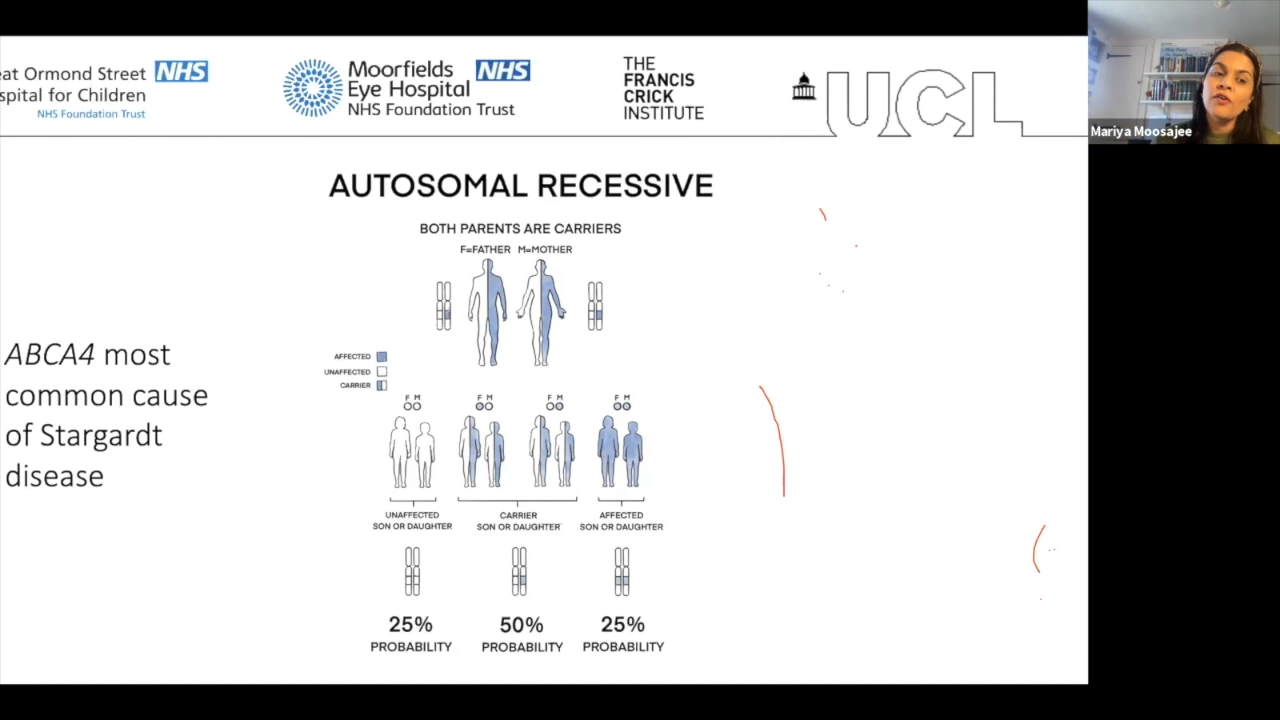 eat Ormond Street NHS
spital for Children
NHS Foundation Trust
Moorfields NHS
Eye Hospital
NHS Foundation Trust
THE
FRANCIS
CRICK
INSTITUTE
UCL
Mariya Moosajee
AUTOSOMAL RECESSIVE
BOTH PARENTS ARE CARRIERS
F=FATHER M=MOTHER
ABCA4 most
common cause
of Stargardt
disease
AFFECTED
UNAFFECTED
CARRIER
F M
F M
F M
F M
UNAFFECTED
SON OR DAUGHTER
CARRIER
SON OR DAUGHTER
AFFECTED
SON OR DAUGHTER
25%
PROBABILITY
50%
PROBABILITY
25%
PROBABILITY